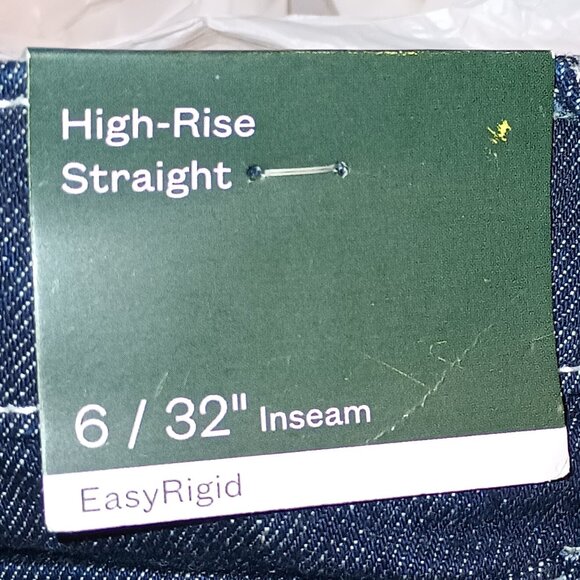 High-Rise
Straight
6 / 32" Inseam
EasyRigid